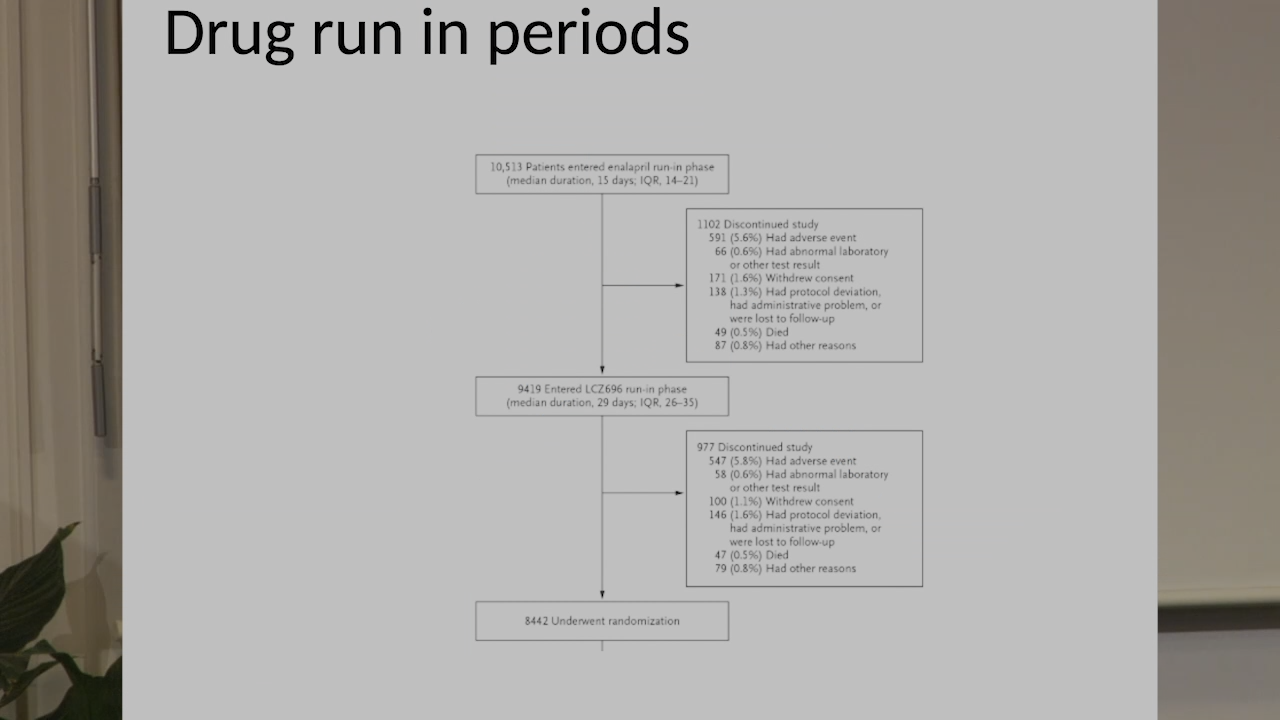 Drug run in periods
10,513 Patients entered enalapril run-in phase
(median duration, 15 days; IQR, 14–21)
1102 Discontinued study
591 (5.6%) Had adverse event
66 (0.6%) Had abnormal laboratory
or other test result
171 (1.6%) Withdrew consent
138 (1.3%) Had protocol deviation,
had administrative problem, or
were lost to follow-up
49 (0.5%) Died
87 (0.8%) Had other reasons
9419 Entered LCZ696 run-in phase
(median duration, 29 days; IQR, 26–35)
977 Discontinued study
547 (5.8%) Had adverse event
58 (0.6%) Had abnormal laboratory
or other test result
100 (1.1%) Withdrew consent
146 (1.6%) Had protocol deviation,
had administrative problem, or
were lost to follow-up
47 (0.5%) Died
79 (0.8%) Had other reasons
8442 Underwent randomization